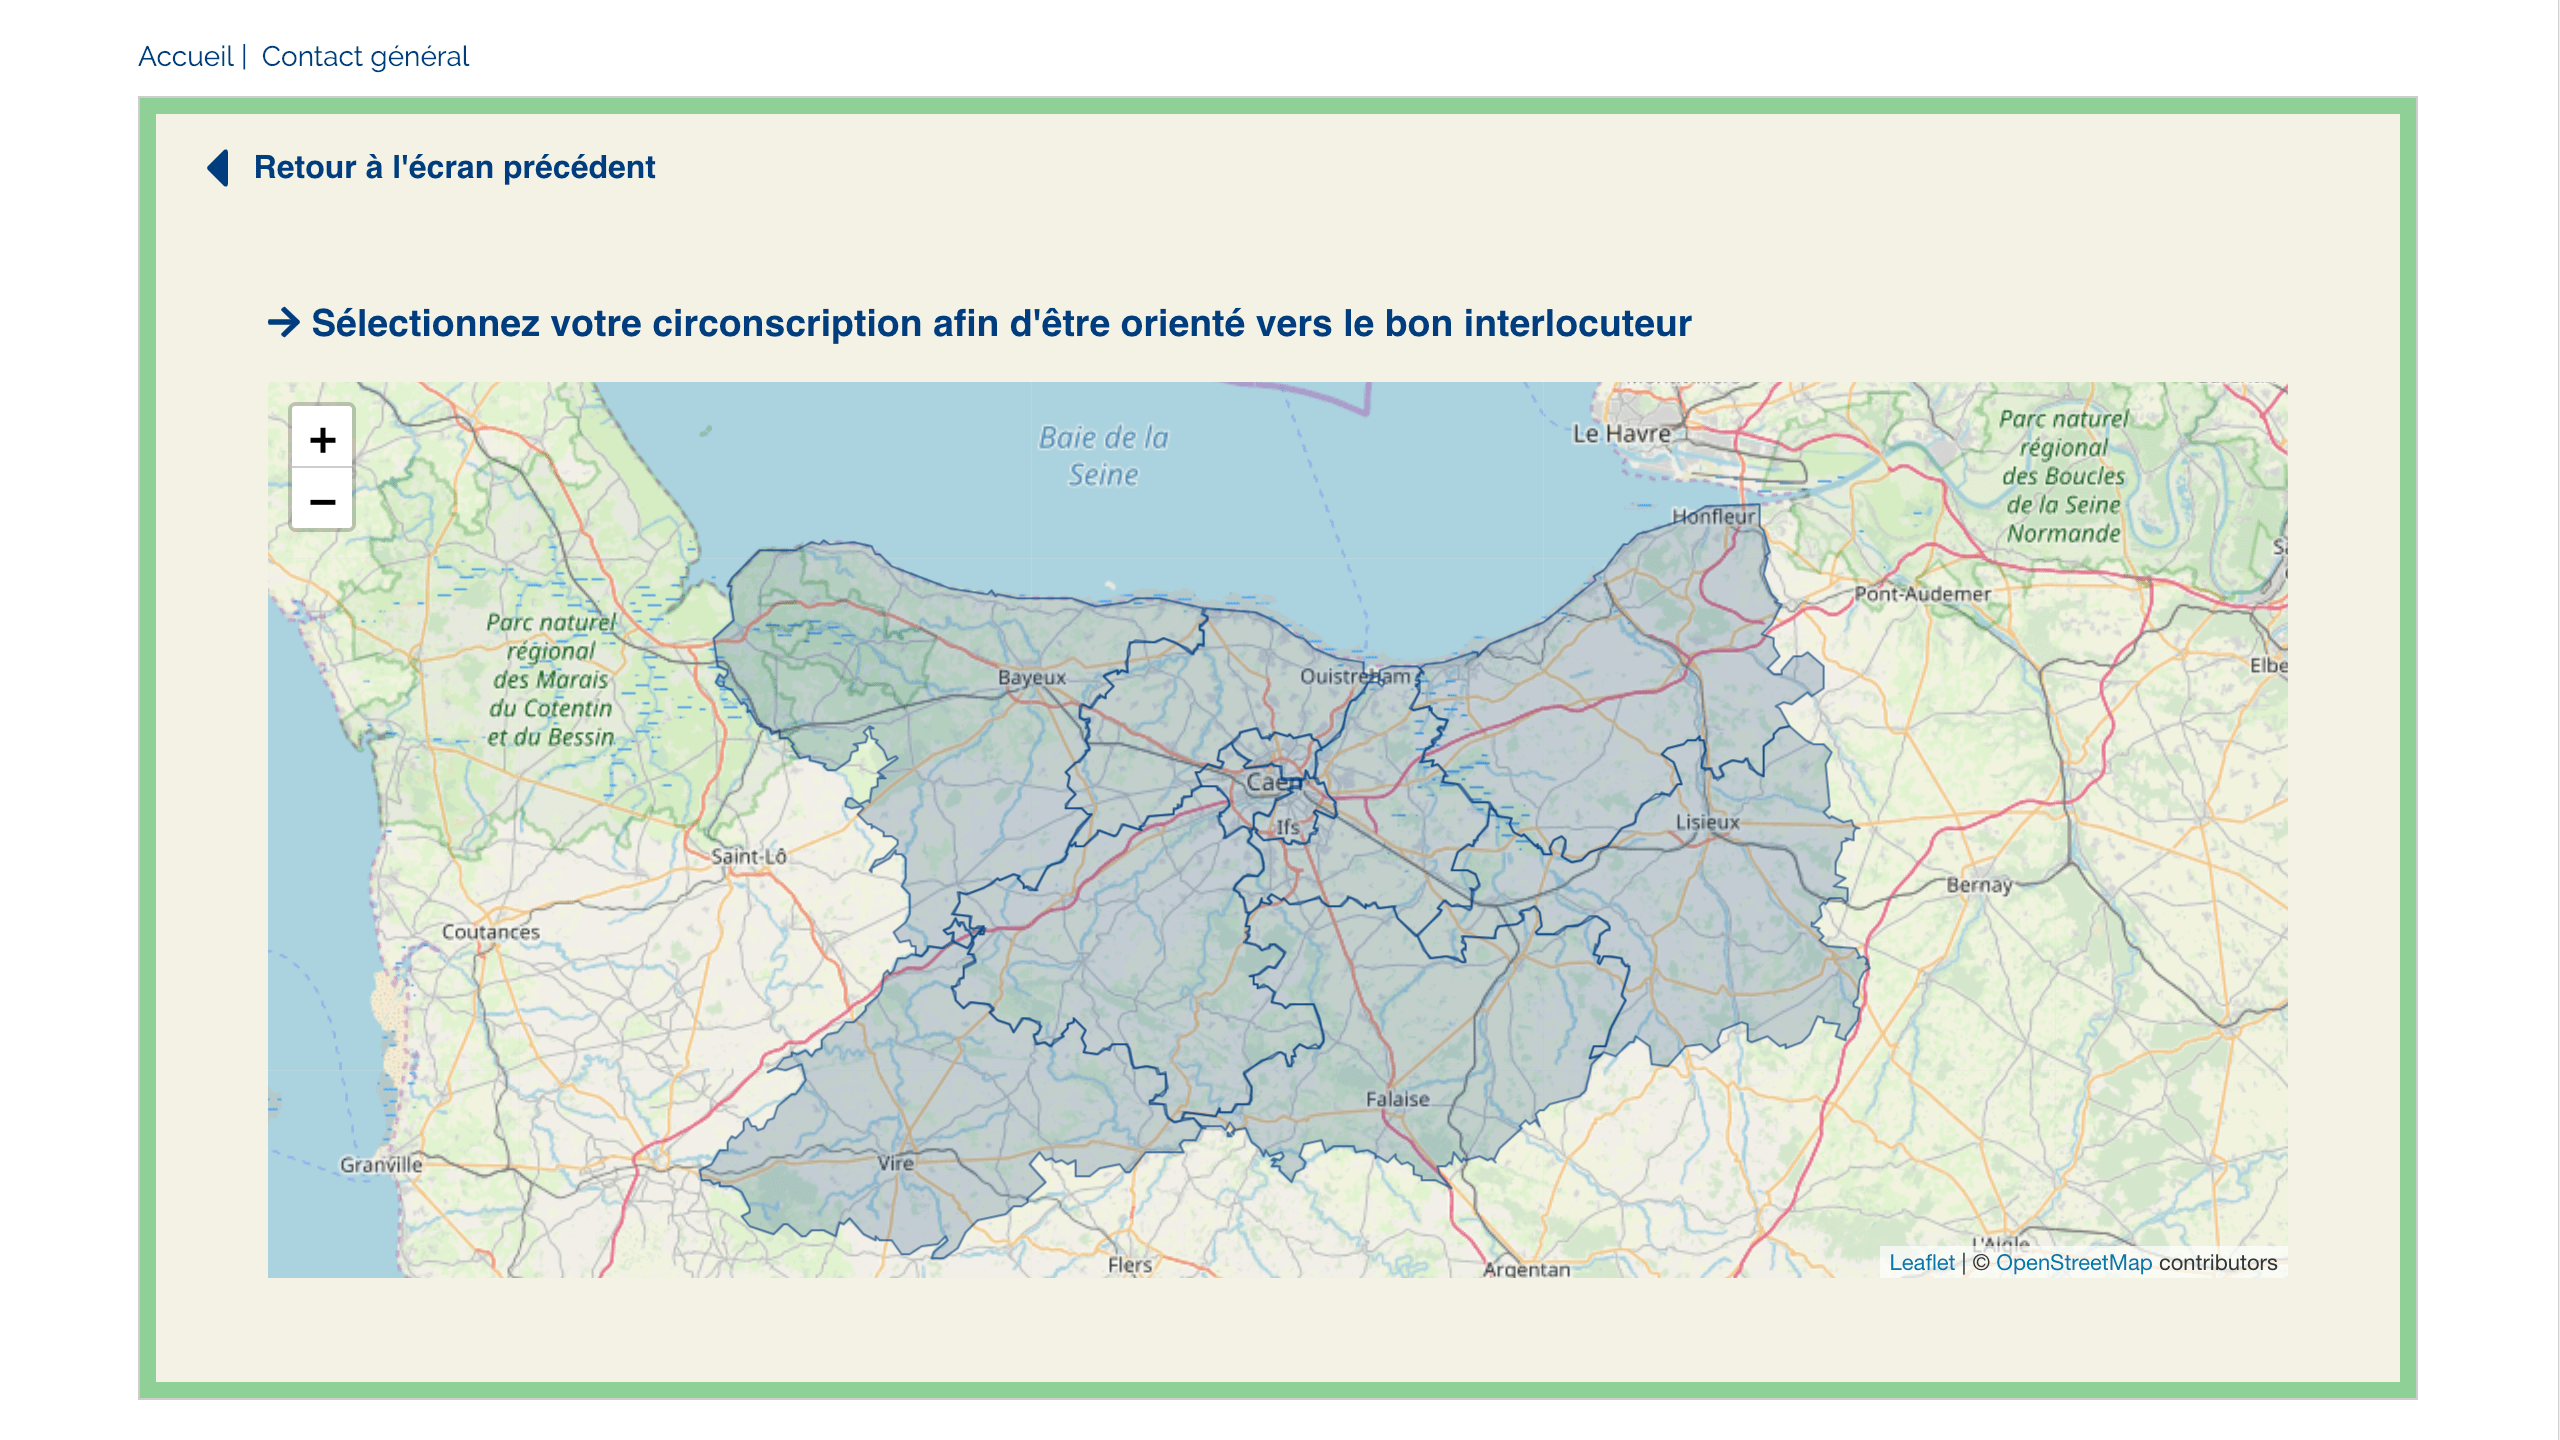 Accueil | Contact général
Retour à l'écran précédent
→ Sélectionnez votre circonscription afin d'être orienté vers le bon interlocuteur
+
−
Baie de la
Seine
Le Havre
Parc naturel
régional
des Boucles
de la Seine
Normande
Honfleur
Pont-Audemer
Parc naturel
régional
des Marais
du Cotentin
et du Bessin
Bayeux
Ouistreham
Elbe
Caen
Ifs
Lisieux
Saint-Lô
Bernay
Coutances
Falaise
Granville
Vire
L'Aigle
Flers
Argentan
Leaflet | © OpenStreetMap contributors